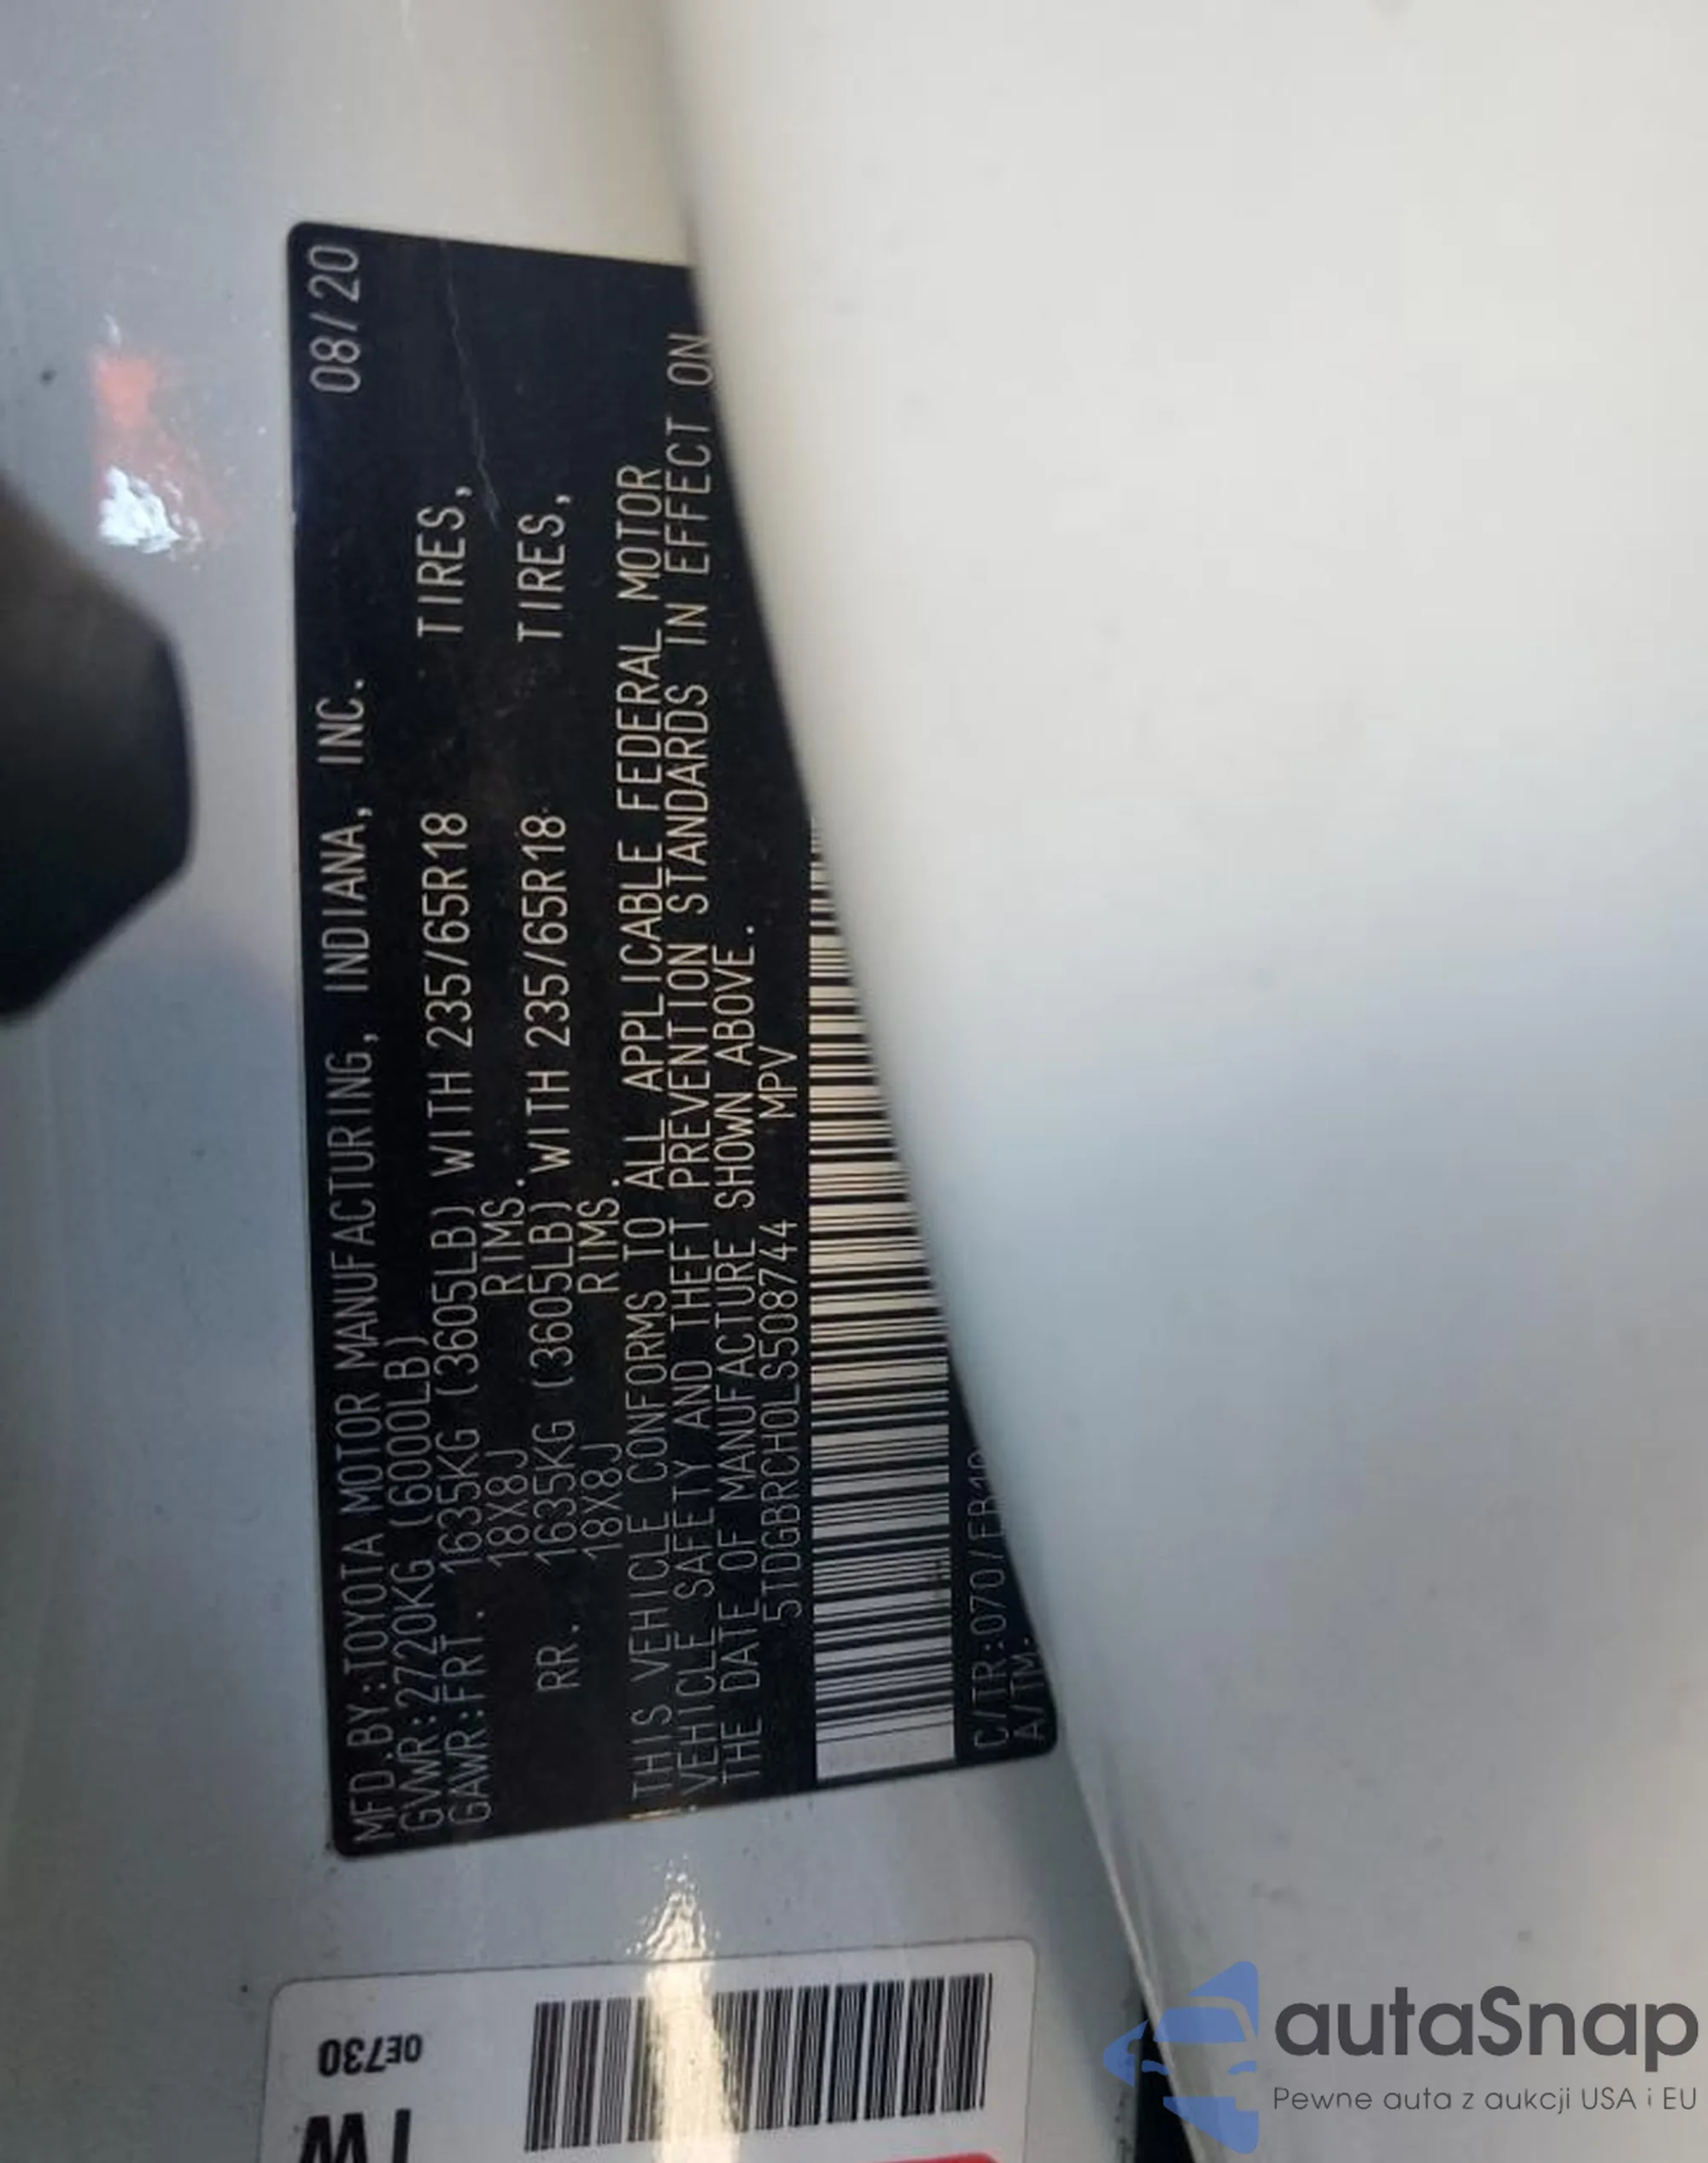 MFD.BY:TOYOTA MOTOR MANUFACTURING, INDIANA, INC. 08/20
GVWR:2720KG (6000LB)
GAWR:FRT. 1635KG (3605LB) WITH 235/65R18 TIRES,
18X8J RIMS.
RR. 1635KG (3605LB) WITH 235/65R18 TIRES,
18X8J RIMS.
THIS VEHICLE CONFORMS TO ALL APPLICABLE FEDERAL MOTOR
VEHICLE SAFETY AND THEFT PREVENTION STANDARDS IN EFFECT ON
THE DATE OF MANUFACTURE SHOWN ABOVE.
5TDGBRCH0LS508744 MPV
C/TR:070/
A/TM:
0E730
autaSnap
Pewne auta z aukcji USA i EU